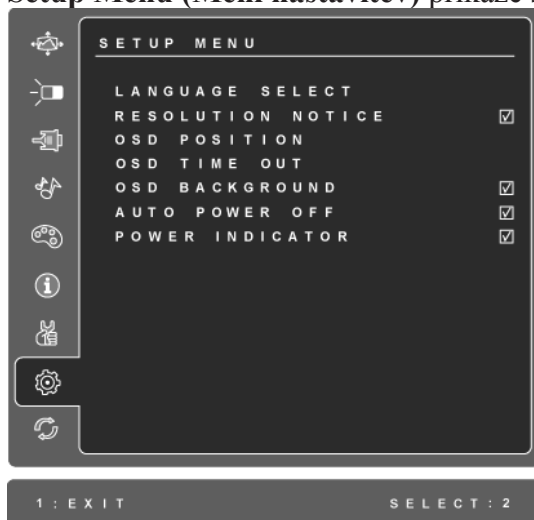 Setup Menu (Meni nastavitev) prikaže
SETUP MENU
LANGUAGE SELECT
RESOLUTION NOTICE ☑
OSD POSITION
OSD TIME OUT
OSD BACKGROUND ☑
AUTO POWER OFF ☑
POWER INDICATOR ☑
1 : EXIT
SELECT : 2